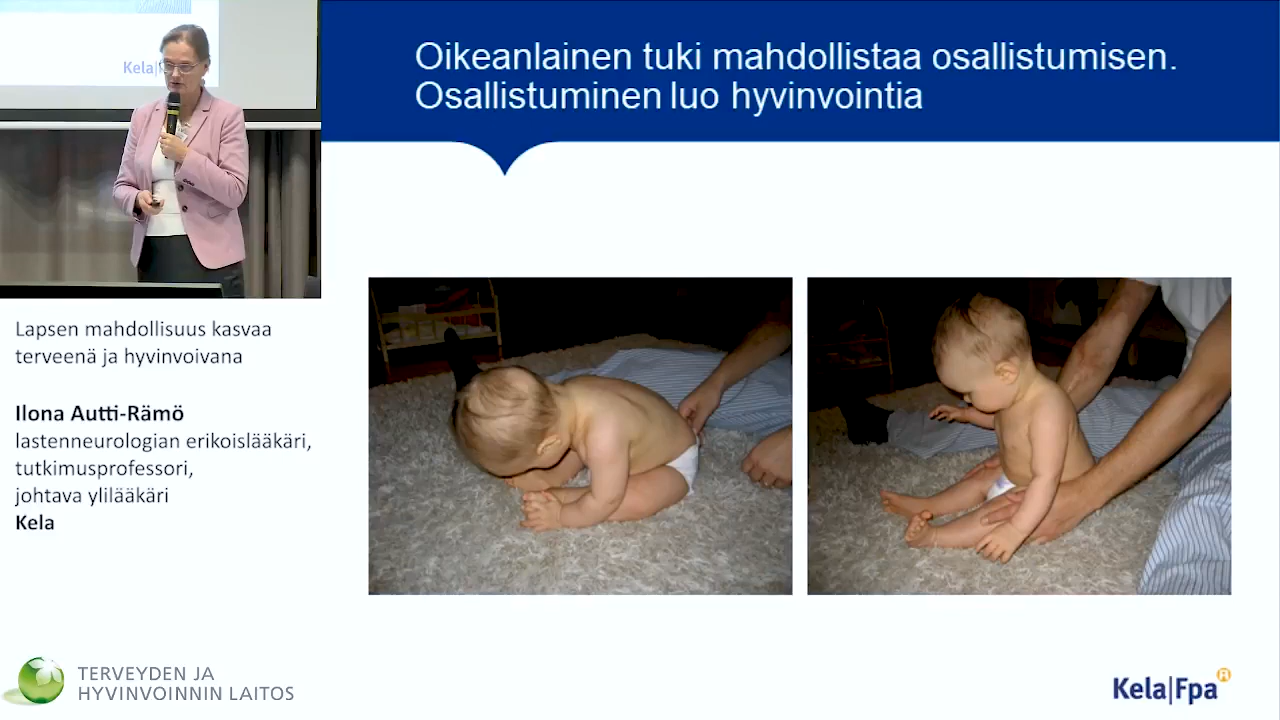 Kela|F
Oikeanlainen tuki mahdollistaa osallistumisen.
Osallistuminen luo hyvinvointia
Lapsen mahdollisuus kasvaa
terveenä ja hyvinvoivana
Ilona Autti-Rämö
lastenneurologian erikoislääkäri,
tutkimusprofessori,
johtava ylilääkäri
Kela
TERVEYDEN JA
HYVINVOINNIN LAITOS
Kela|Fpa